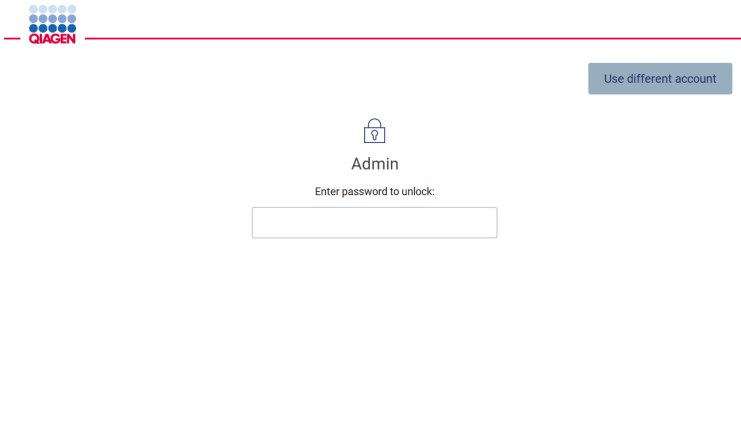 QIAGEN
Use different account
Admin
Enter password to unlock: